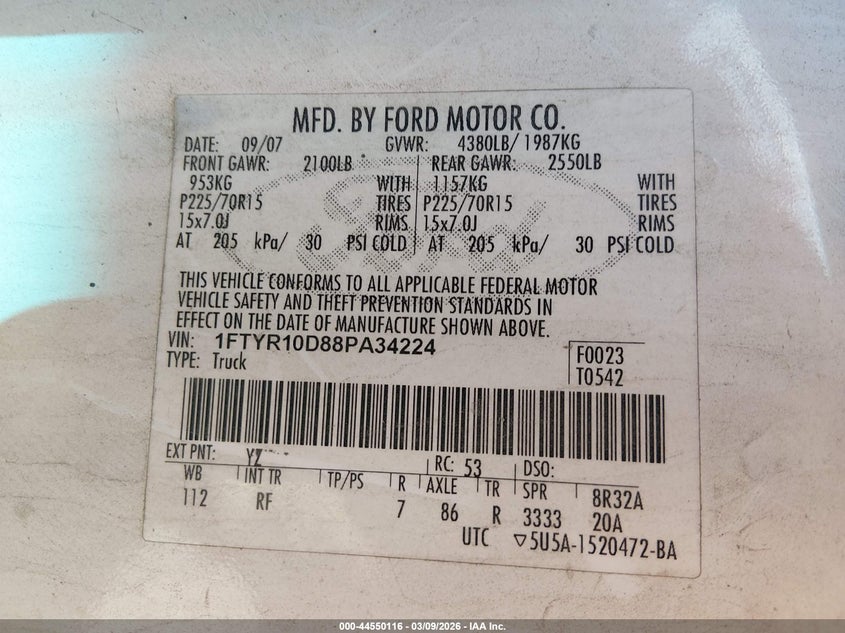 MFD. BY FORD MOTOR CO.
DATE: 09/07 GVWR: 4380LB/ 1987KG
FRONT GAWR: 2100LB REAR GAWR: 2550LB
953KG WITH 1157KG WITH
P225/70R15 TIRES P225/70R15 TIRES
15x7.0J RIMS 15x7.0J RIMS
AT 205 kPa/ 30 PSI COLD AT 205 kPa/ 30 PSI COLD
THIS VEHICLE CONFORMS TO ALL APPLICABLE FEDERAL MOTOR
VEHICLE SAFETY AND THEFT PREVENTION STANDARDS IN
EFFECT ON THE DATE OF MANUFACTURE SHOWN ABOVE.
VIN: 1FTYR10D88PA34224 F0023
TYPE: Truck T0542
EXT PNT: YZ RC: 53 DSO:
WB INT TR TP/PS R AXLE TR SPR 8R32A
112 RF 7 86 R 3333 20A
UTC ▽5U5A-1520472-BA
000-44550116 - 03/09/2026 - IAA Inc.